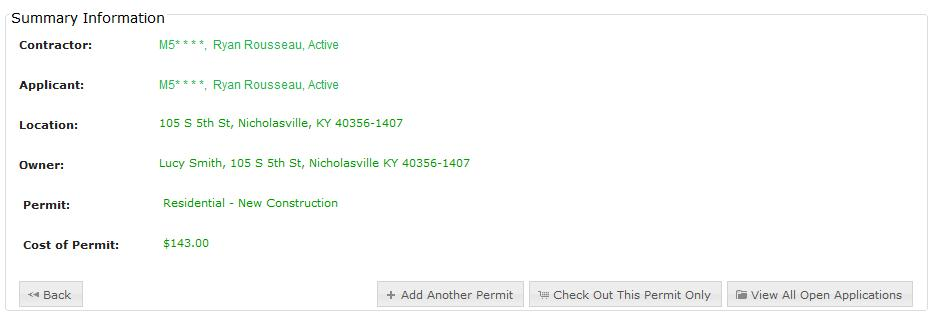 Summary Information
Contractor: M5* * * *, Ryan Rousseau, Active
Applicant: M5* * * *, Ryan Rousseau, Active
Location: 105 S 5th St, Nicholasville, KY 40356-1407
Owner: Lucy Smith, 105 S 5th St, Nicholasville KY 40356-1407
Permit: Residential - New Construction
Cost of Permit: $143.00
Back Add Another Permit Check Out This Permit Only View All Open Applications